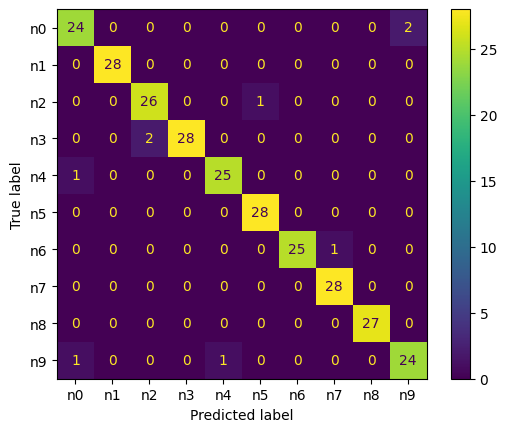 n0 24 0 0 0 0 0 0 0 0 2
n1 0 28 0 0 0 0 0 0 0 0
n2 0 0 26 0 0 1 0 0 0 0
n3 0 0 2 28 0 0 0 0 0 0
n4 1 0 0 0 25 0 0 0 0 0
n5 0 0 0 0 0 28 0 0 0 0
n6 0 0 0 0 0 0 25 1 0 0
n7 0 0 0 0 0 0 0 28 0 0
n8 0 0 0 0 0 0 0 0 27 0
n9 1 0 0 0 1 0 0 0 0 24
n0 n1 n2 n3 n4 n5 n6 n7 n8 n9
Predicted label
True label
25
20
15
10
5
0